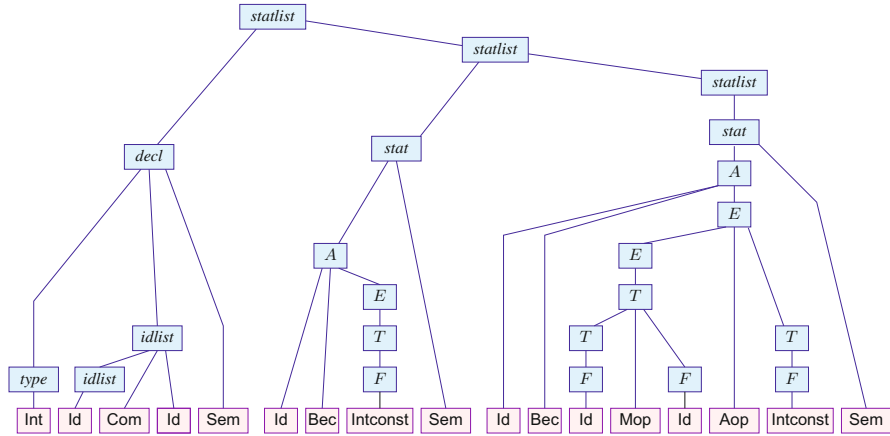 statlist
statlist
statlist
decl
stat
stat
A
E
A
E
E
T
idlist
T
T
T
type
idlist
F
F
F
F
Int
Id
Com
Id
Sem
Id
Bec
Intconst
Sem
Id
Bec
Id
Mop
Id
Aop
Intconst
Sem